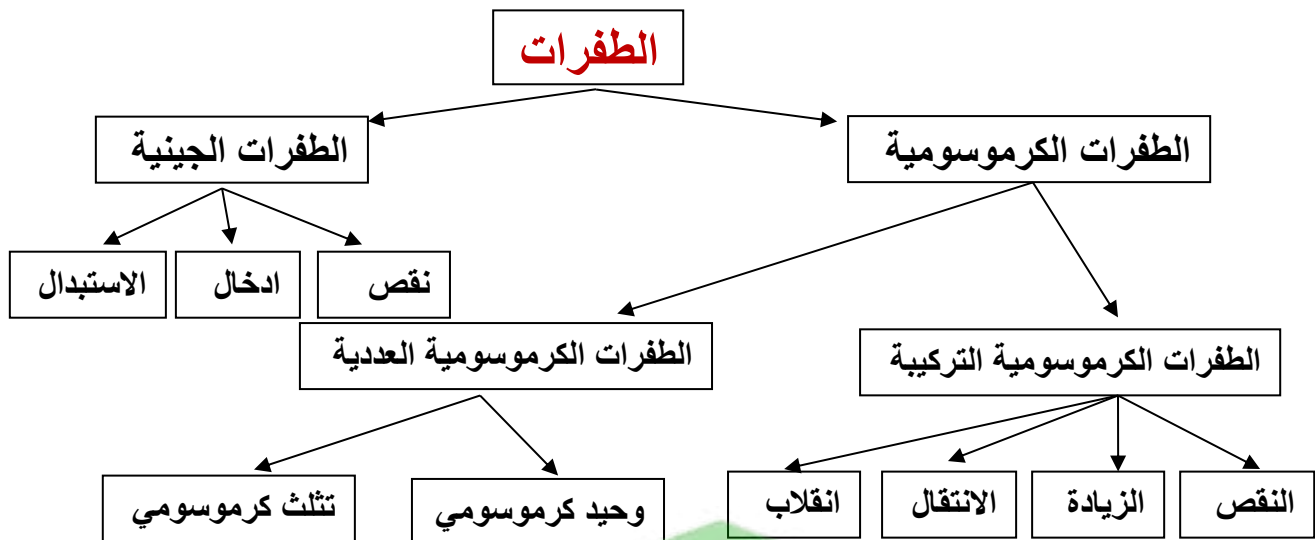 الطفرات
الطفرات الكرموسومية
الطفرات الجينية
نقص
ادخال
الاستبدال
الطفرات الكرموسومية التركيبة
الطفرات الكرموسومية العددية
النقص
الزيادة
الانتقال
انقلاب
وحيد كرموسومي
تثلث كرموسومي